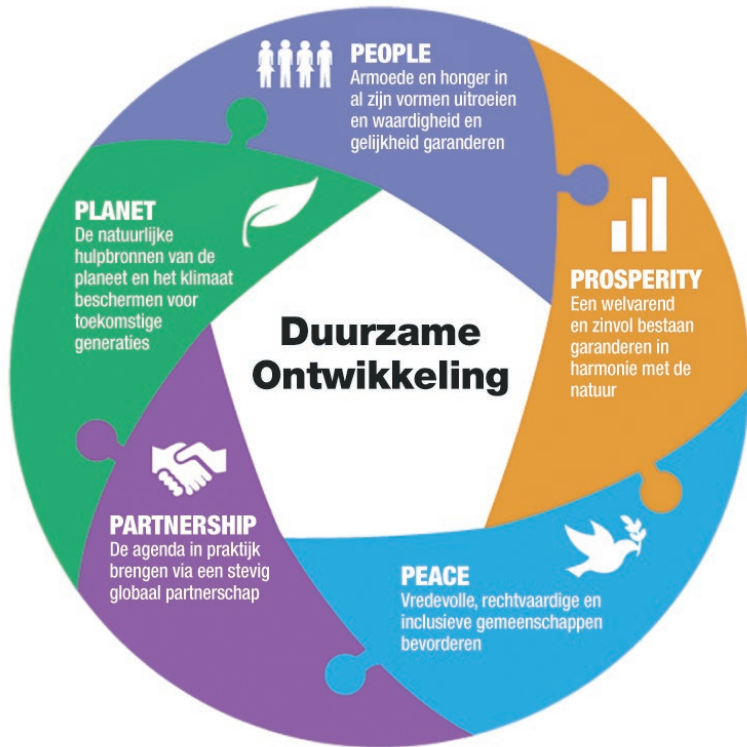 PEOPLE
Armoede en honger in
al zijn vormen uitroeien
en waardigheid en
gelijkheid garanderen
PROSPERITY
Een welvarend
en zinvol bestaan
garanderen in
harmonie met de
natuur
PEACE
Vredevolle, rechtvaardige en
inclusieve gemeenschappen
bevorderen
PARTNERSHIP
De agenda in praktijk
brengen via een stevig
globaal partnerschap
PLANET
De natuurlijke
hulpbronnen van de
planeet en het klimaat
beschermen voor
toekomstige
generaties
Duurzame
Ontwikkeling